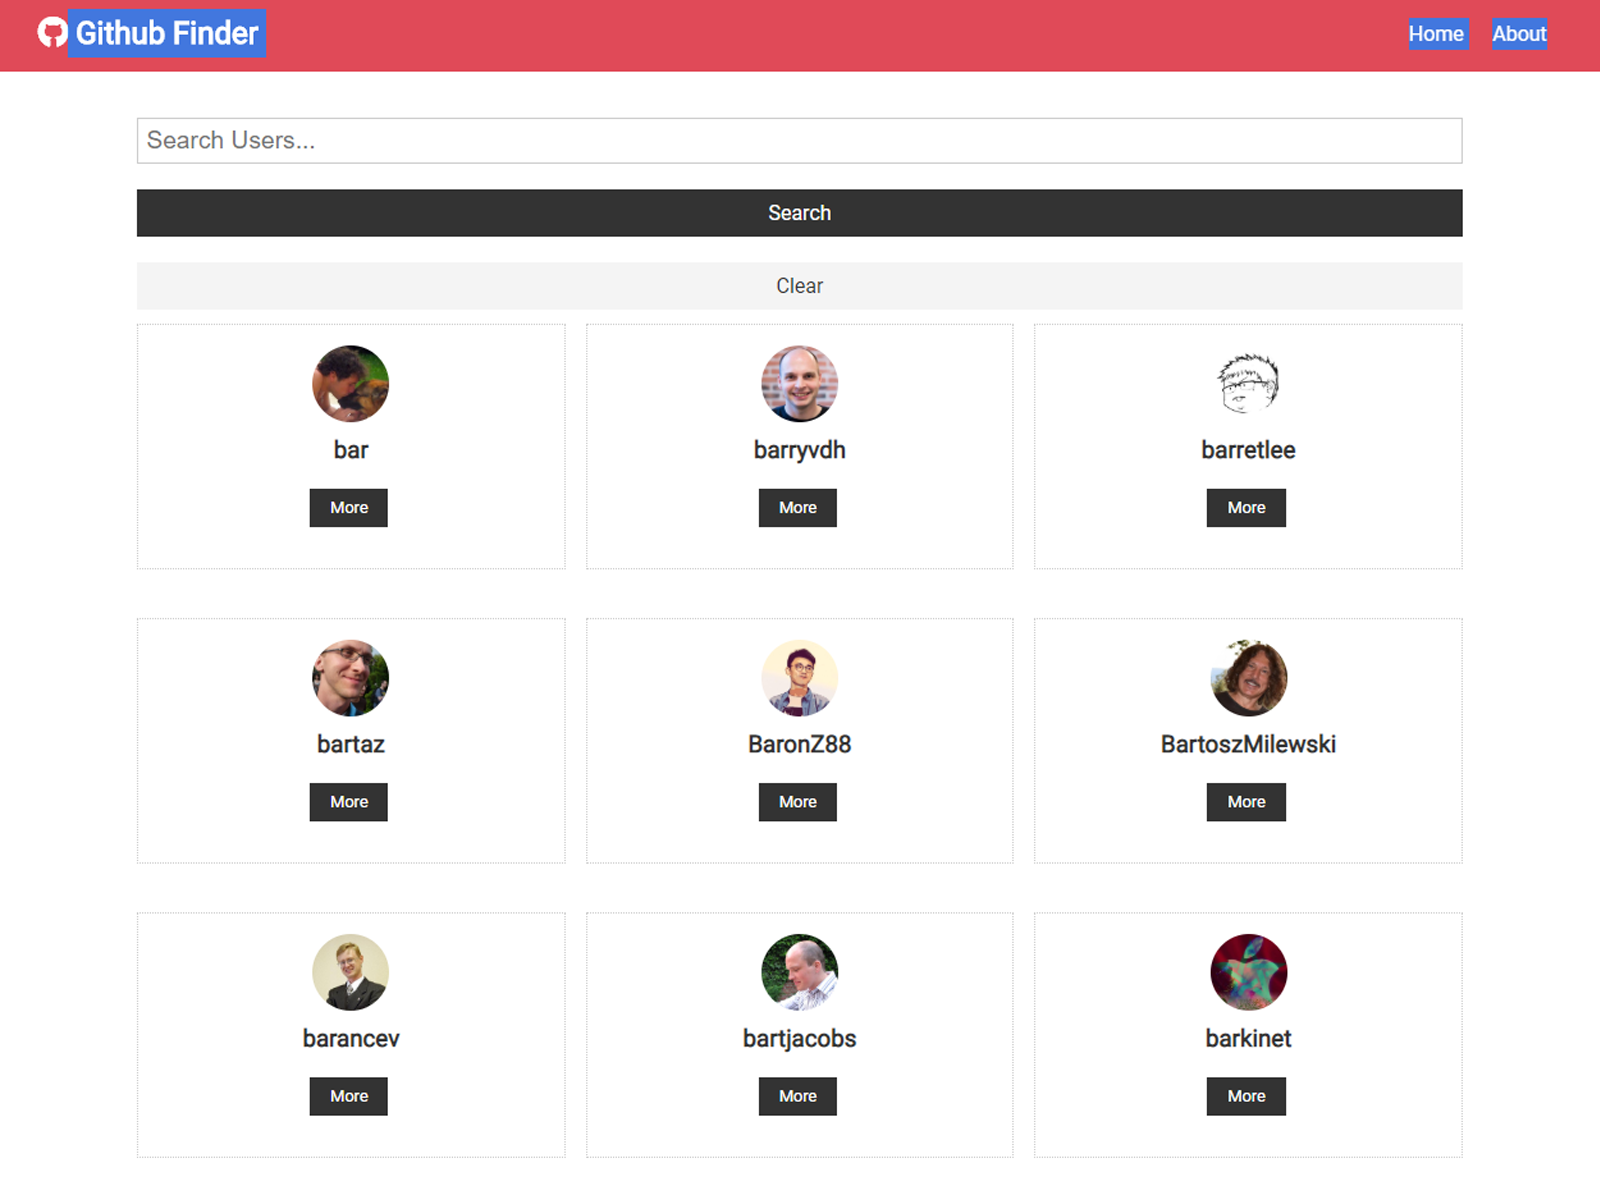 Github Finder Home About
Search Users...
Search
Clear
bar barryvdh barretlee
More More More
bartaz BaronZ88 BartoszMilewski
More More More
barancev bartjacobs barkinet
More More More